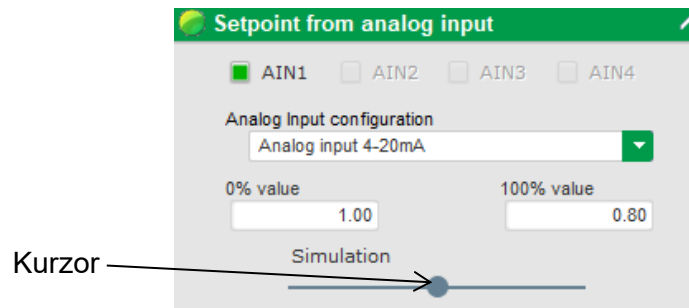 Setpoint from analog input
AIN1 AIN2 AIN3 AIN4
Analog Input configuration
Analog input 4-20mA
0% value 100% value
1.00 0.80
Simulation
Kurzor